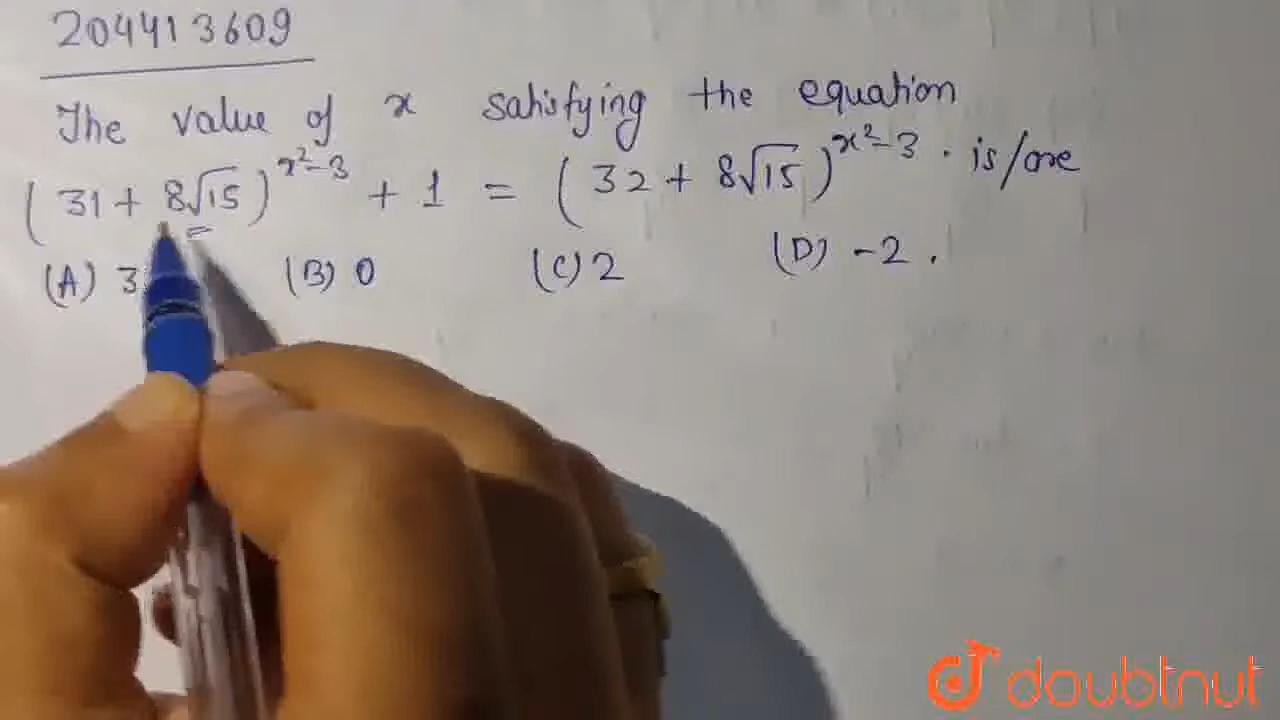 204413609
The value of x satisfying the equation
(31 + 8√15)^{x²-3} + 1 = (32 + 8√15)^{x²-3} . is/are
(A) 3 (B) 0 (C) 2 (D) -2 .
doubtnut